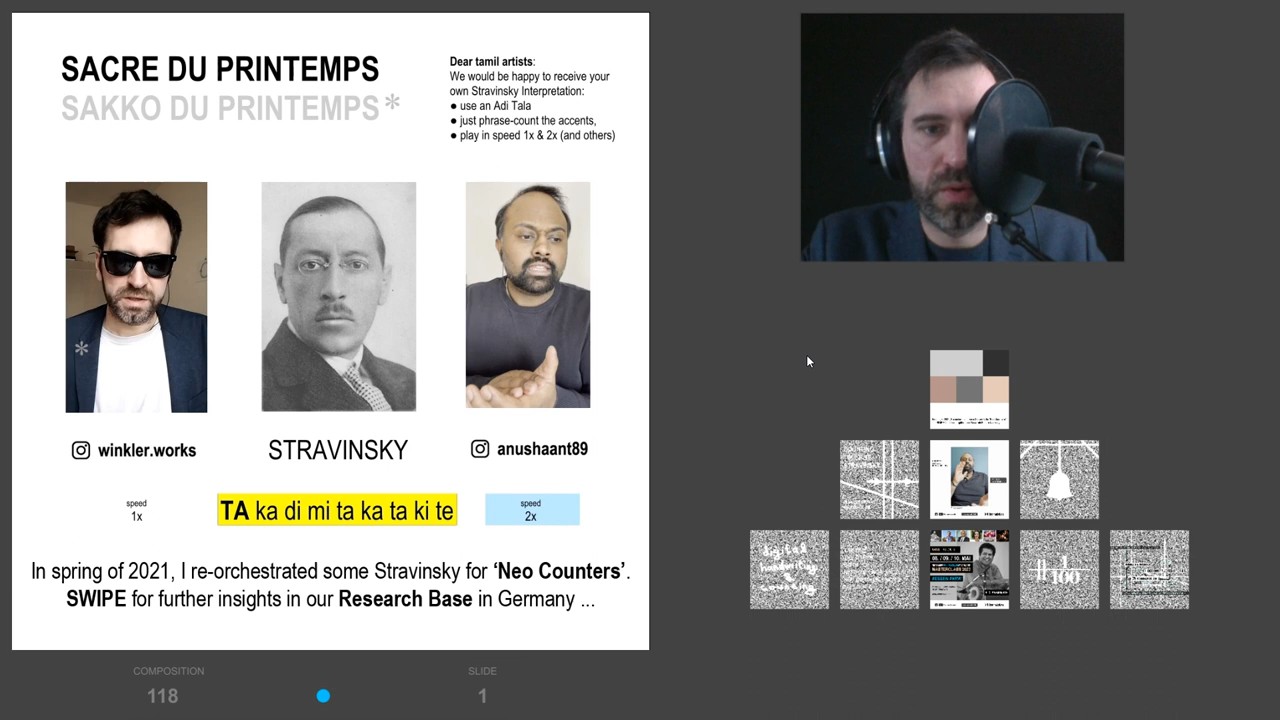 SACRE DU PRINTEMPS
SAKKO DU PRINTEMPS*
Dear tamil artists:
We would be happy to receive your
own Stravinsky Interpretation:
● use an Adi Tala
● just phrase-count the accents,
● play in speed 1x & 2x (and others)
*
winkler.works
STRAVINSKY
anushaant89
speed
1x
TA ka di mi ta ka ta ki te
speed
2x
In spring of 2021, I re-orchestrated some Stravinsky for ‘Neo Counters’.
SWIPE for further insights in our Research Base in Germany ...
COMPOSITION
118
SLIDE
1
digital
handwriting
100